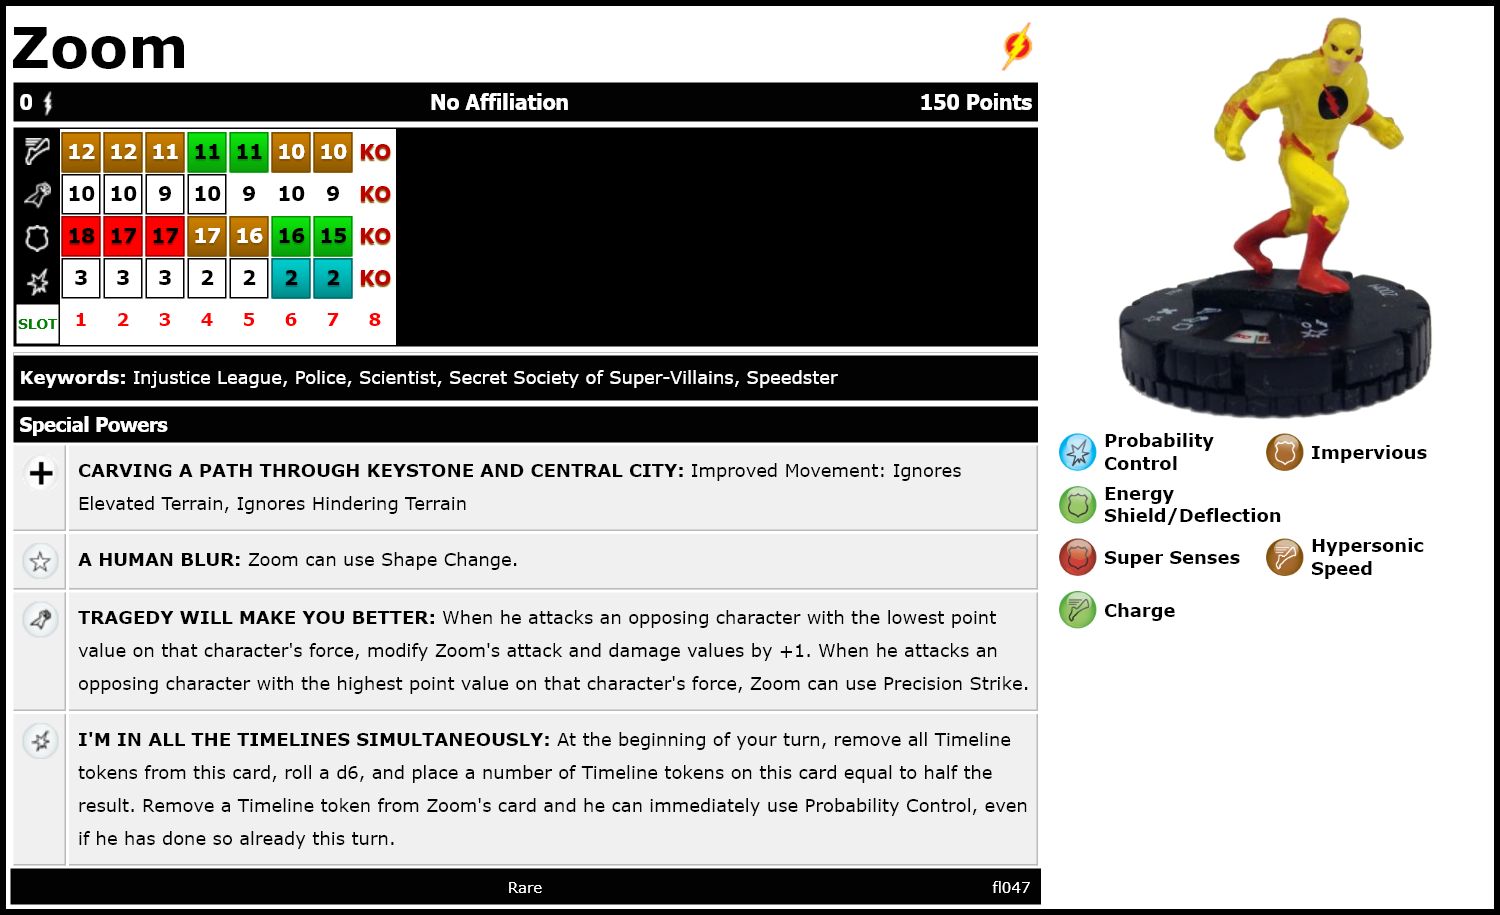 Zoom
0 No Affiliation 150 Points
12 12 11 11 11 10 10 KO
10 10 9 10 9 10 9 KO
18 17 17 17 16 16 15 KO
3 3 3 2 2 2 2 KO
SLOT 1 2 3 4 5 6 7 8
Keywords: Injustice League, Police, Scientist, Secret Society of Super-Villains, Speedster
Special Powers
CARVING A PATH THROUGH KEYSTONE AND CENTRAL CITY: Improved Movement: Ignores
Elevated Terrain, Ignores Hindering Terrain
A HUMAN BLUR: Zoom can use Shape Change.
TRAGEDY WILL MAKE YOU BETTER: When he attacks an opposing character with the lowest point
value on that character's force, modify Zoom's attack and damage values by +1. When he attacks an
opposing character with the highest point value on that character's force, Zoom can use Precision Strike.
I'M IN ALL THE TIMELINES SIMULTANEOUSLY: At the beginning of your turn, remove all Timeline
tokens from this card, roll a d6, and place a number of Timeline tokens on this card equal to half the
result. Remove a Timeline token from Zoom's card and he can immediately use Probability Control, even
if he has done so already this turn.
Rare fl047
ZOOM
Probability
Control
Impervious
Energy
Shield/Deflection
Super Senses
Hypersonic
Speed
Charge